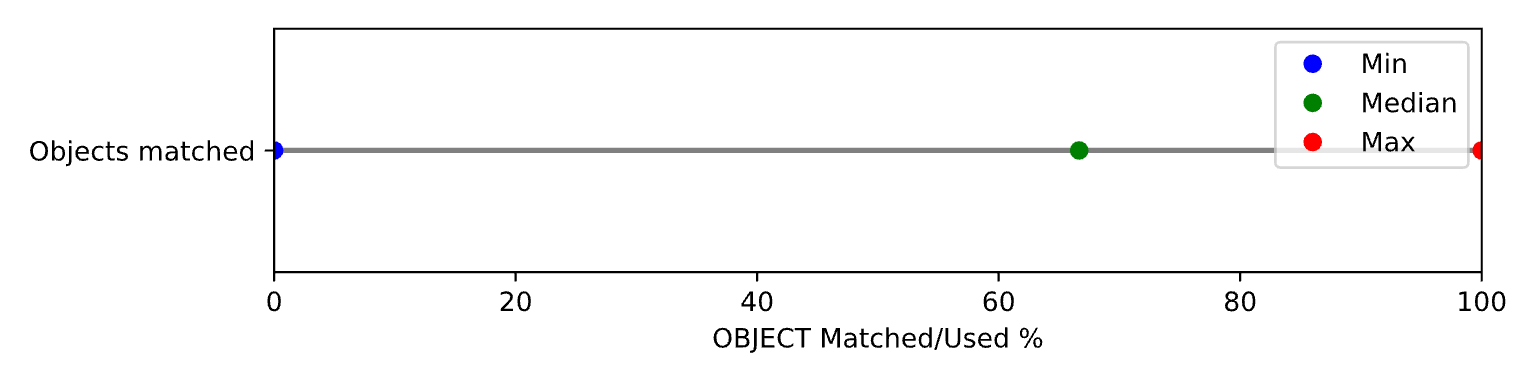 Min
Median
Max
Objects matched
0 20 40 60 80 100
OBJECT Matched/Used %